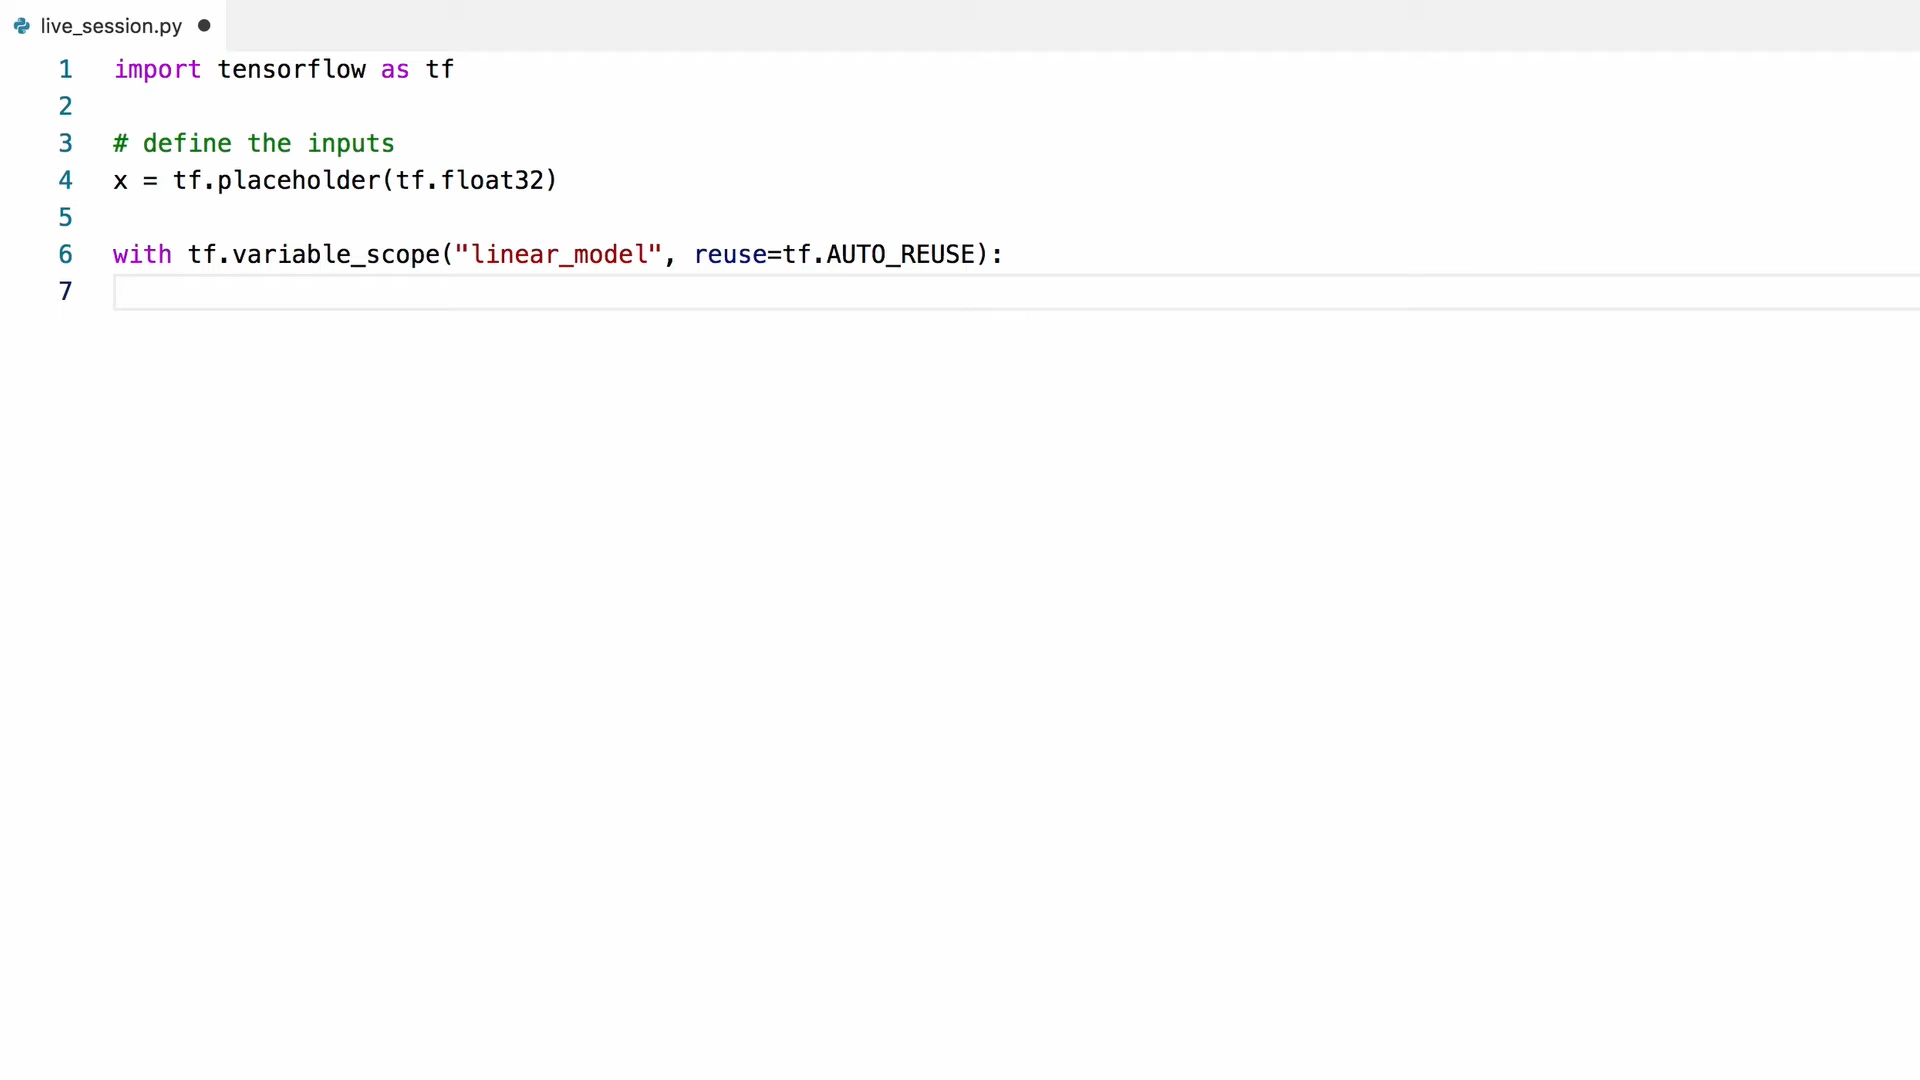 live_session.py
1 import tensorflow as tf
2
3 # define the inputs
4 x = tf.placeholder(tf.float32)
5
6 with tf.variable_scope("linear_model", reuse=tf.AUTO_REUSE):
7